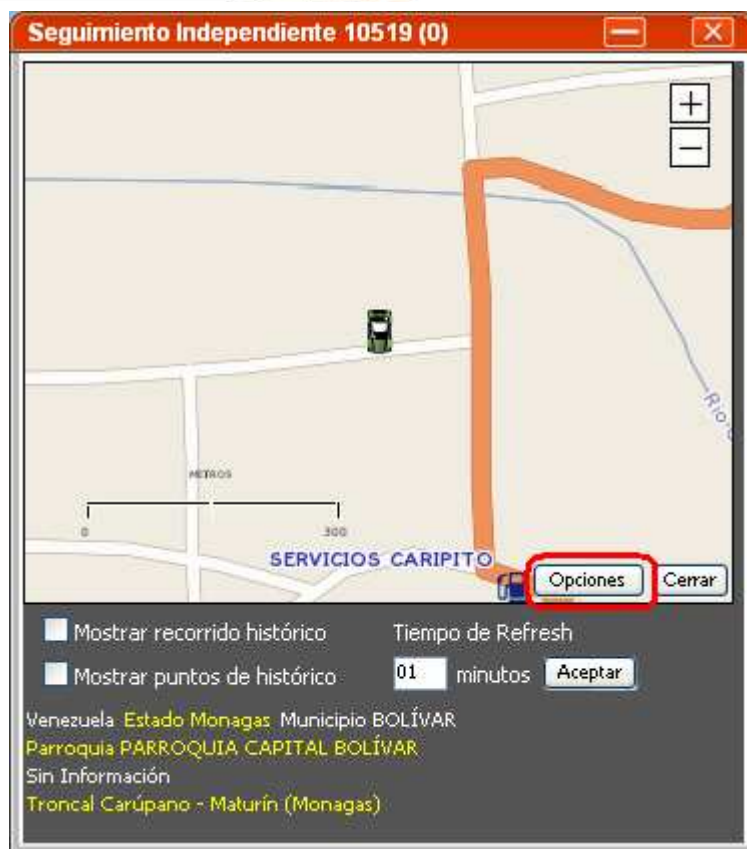 Seguimiento Independiente 10519 (0)
+
−
METROS
0 300
SERVICIOS CARIPITO
Opciones Cerrar
Mostrar recorrido histórico Tiempo de Refresh
Mostrar puntos de histórico 01 minutos Aceptar
Venezuela Estado Monagas Municipio BOLÍVAR
Parroquia PARROQUIA CAPITAL BOLÍVAR
Sin Información
Troncal Carúpano - Maturín (Monagas)
Rio